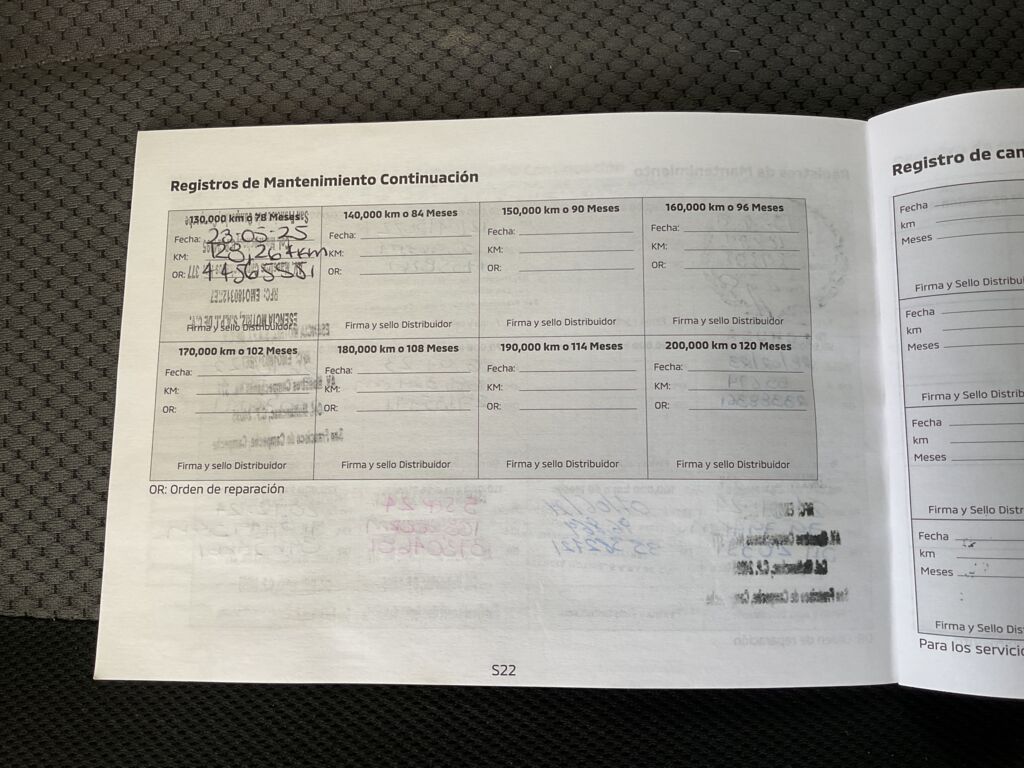 Registros de Mantenimiento Continuación
130,000 km o 78 Meses
Fecha: 23.05.25
KM: 128,267km
OR:
Firma y sello Distribuidor
140,000 km o 84 Meses
Fecha:
KM:
OR:
Firma y sello Distribuidor
150,000 km o 90 Meses
Fecha:
KM:
OR:
Firma y sello Distribuidor
160,000 km o 96 Meses
Fecha:
KM:
OR:
Firma y sello Distribuidor
170,000 km o 102 Meses
Fecha:
KM:
OR:
Firma y sello Distribuidor
180,000 km o 108 Meses
Fecha:
KM:
OR:
Firma y sello Distribuidor
190,000 km o 114 Meses
Fecha:
KM:
OR:
Firma y sello Distribuidor
200,000 km o 120 Meses
Fecha:
KM:
OR:
Firma y sello Distribuidor
OR: Orden de reparación
S22
Registro de can
Fecha
km
Meses
Firma y Sello Distribu
Fecha
km
Meses
Firma y Sello Distrib
Fecha
km
Meses
Firma y Sello Dist
Fecha
km
Meses
Firma y Sello Dis
Para los servicio